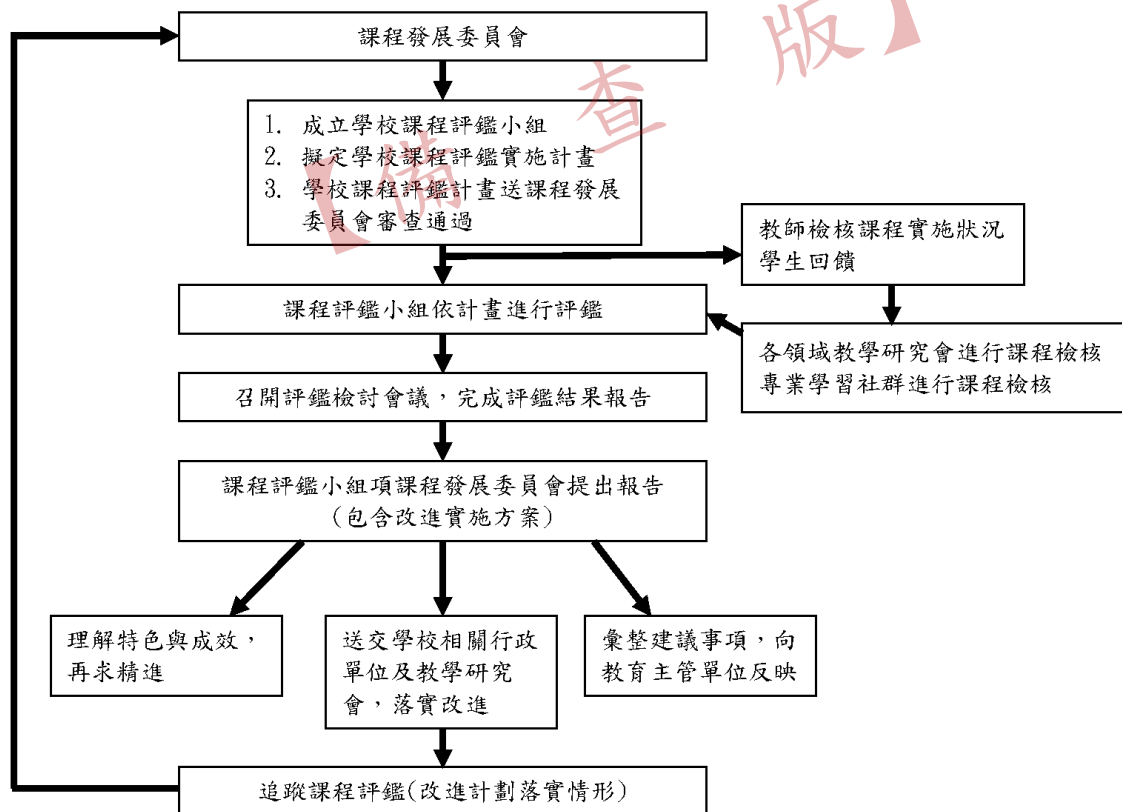 課程發展委員會
1. 成立學校課程評鑑小組
2. 擬定學校課程評鑑實施計畫
3. 學校課程評鑑計畫送課程發展
委員會審查通過
教師檢核課程實施狀況
學生回饋
課程評鑑小組依計畫進行評鑑
各領域教學研究會進行課程檢核
專業學習社群進行課程檢核
召開評鑑檢討會議，完成評鑑結果報告
課程評鑑小組項課程發展委員會提出報告
(包含改進實施方案)
理解特色與成效，
再求精進
送交學校相關行政
單位及教學研究
會，落實改進
彙整建議事項，向
教育主管單位反映
追蹤課程評鑑(改進計劃落實情形)
【備查版】